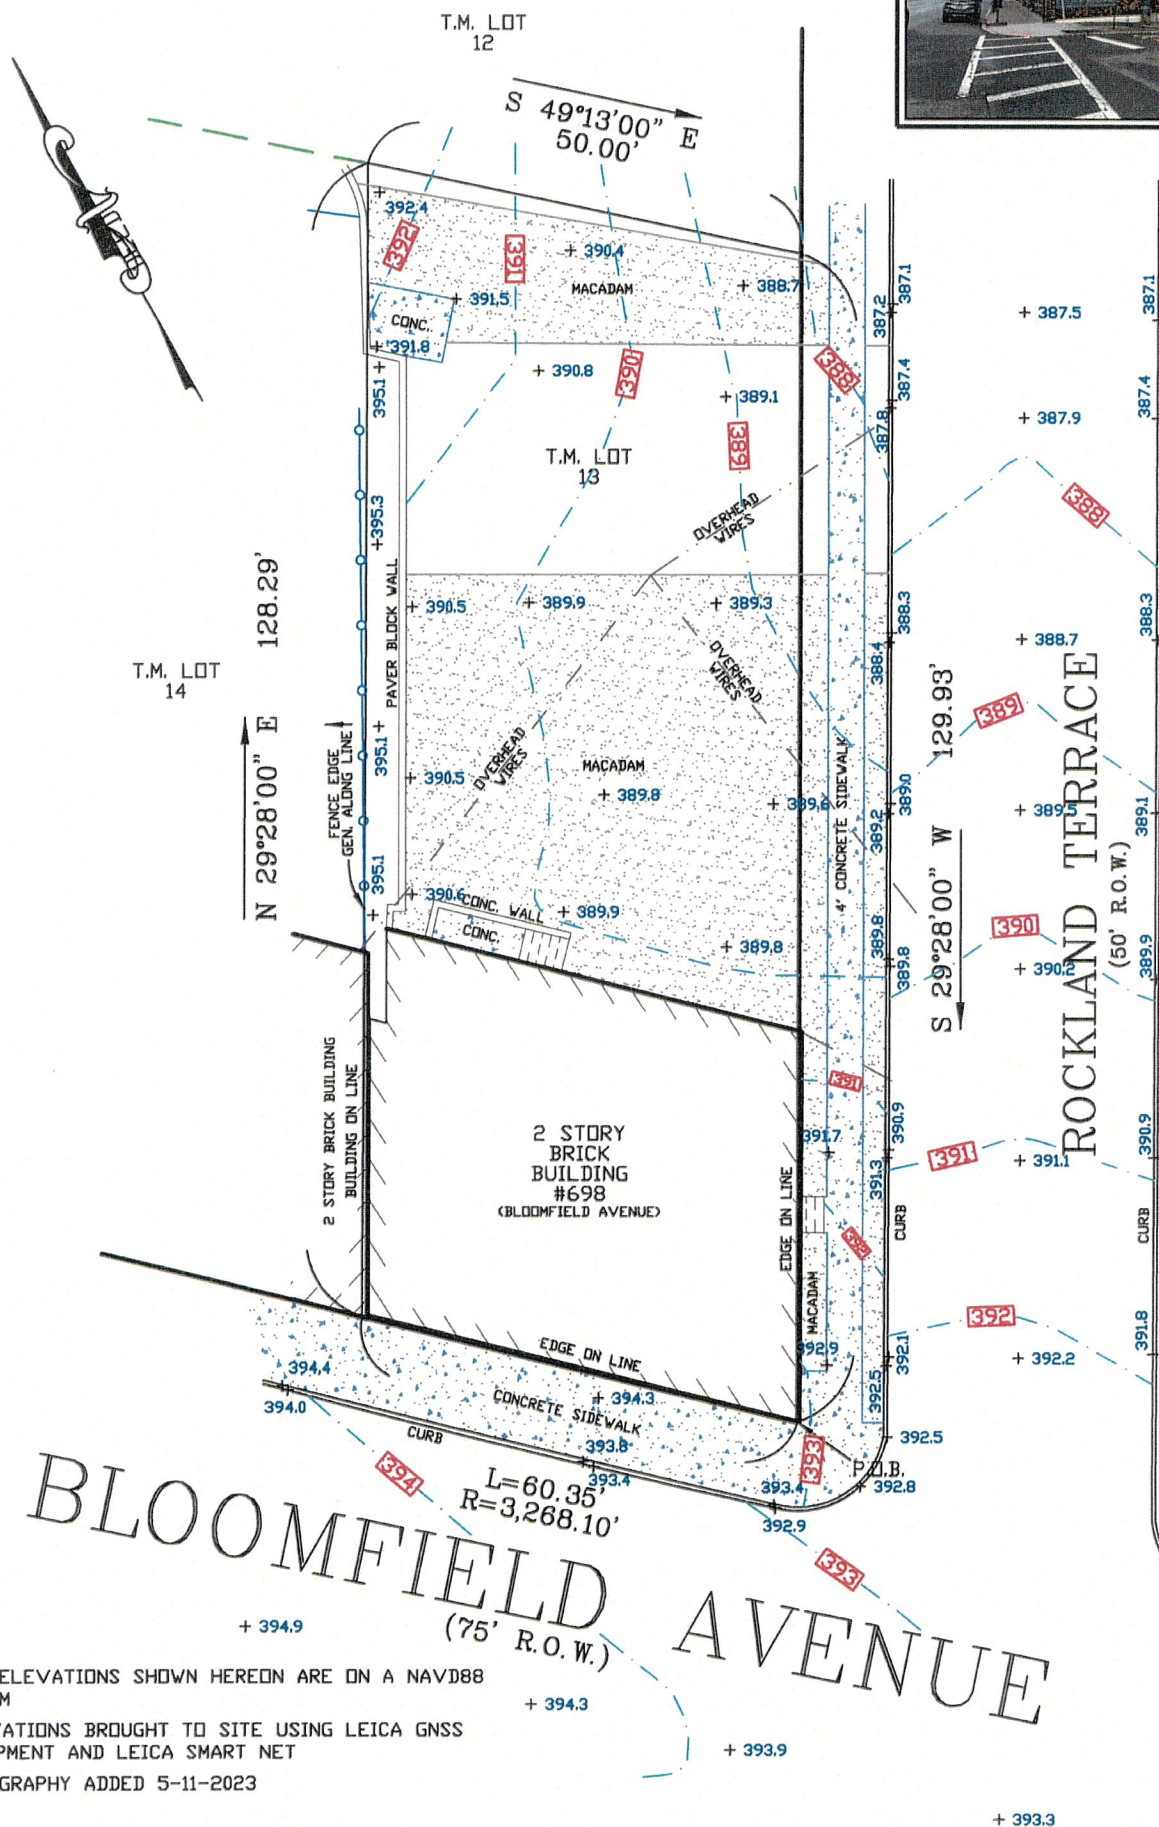 T.M. LOT
12
S 49°13'00" E
50.00'
392.4
392
391
390.4
MACADAM
388.7
391.5
CONC.
391.8
387.2
387.1
387.5
387.1
395.1
390.8
390
388
389.1
387.4
387.8
387.9
387.4
389
T.M. LOT
13
388
OVERHEAD
WIRES
395.3
PAVER BLOCK WALL
N 29°28'00" E 128.29'
T.M. LOT
14
390.5
389.9
389.3
388.3
388.4
388.7
388.3
OVERHEAD
WIRES
389
FENCE EDGE
GEN. ALONG LINE
395.1
OVERHEAD
WIRES
MACADAM
390.5
389.8
389.6
4' CONCRETE SIDEWALK
389.0
389.2
389.5
389.1
S 29°28'00" W 129.93'
ROCKLAND TERRACE
(50' R.O.W.)
395.1
390.6
CONC. WALL
CONC.
389.9
389.8
389.8
389.8
390
390.2
389.9
391
2 STORY BRICK BUILDING
BUILDING ON LINE
2 STORY
BRICK
BUILDING
#698
(BLOOMFIELD AVENUE)
391.7
390.9
391.3
391
391.1
390.9
EDGE ON LINE
CURB
CURB
392
MACADAM
392
391.8
392.9
392.1
392.5
392.2
EDGE ON LINE
394.4
394.0
394.3
CONCRETE SIDEWALK
CURB
393.8
393.4
393
392.5
P.O.B.
392.8
393.4
392.9
394
L=60.35'
R=3,268.10'
393
BLOOMFIELD AVENUE
(75' R.O.W.)
394.9
ELEVATIONS SHOWN HEREON ARE ON A NAVD88
M
ATIONS BROUGHT TO SITE USING LEICA GNSS
PMENT AND LEICA SMART NET
GRAPHY ADDED 5-11-2023
394.3
393.9
393.3